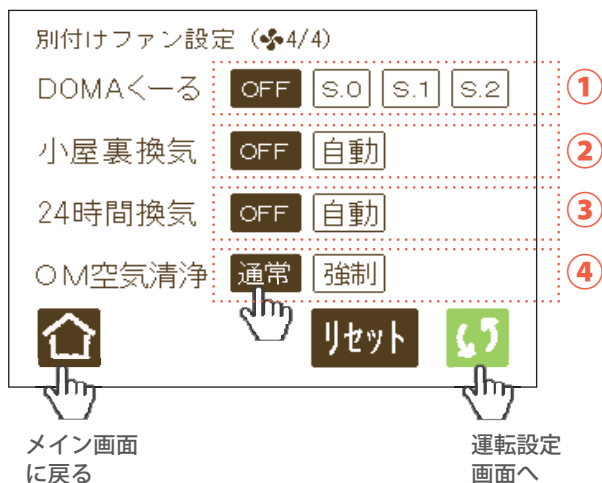 別付けファン設定 (4/4)
DOMAくーる OFF S.0 S.1 S.2 ①
小屋裏換気 OFF 自動 ②
24時間換気 OFF 自動 ③
OM空気清浄 通常 強制 ④
リセット
メイン画面
に戻る
運転設定
画面へ